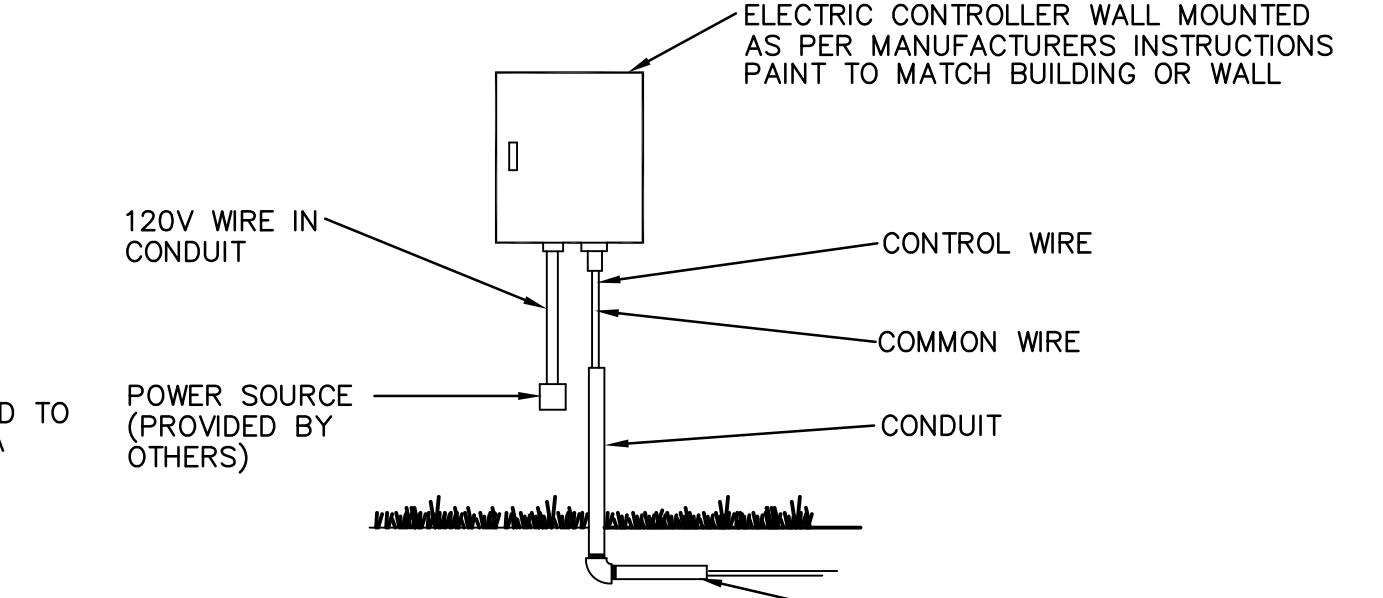 ELECTRIC CONTROLLER WALL MOUNTED
AS PER MANUFACTURERS INSTRUCTIONS
PAINT TO MATCH BUILDING OR WALL
120V WIRE IN
CONDUIT
CONTROL WIRE
COMMON WIRE
POWER SOURCE
(PROVIDED BY
OTHERS)
TO
CONDUIT